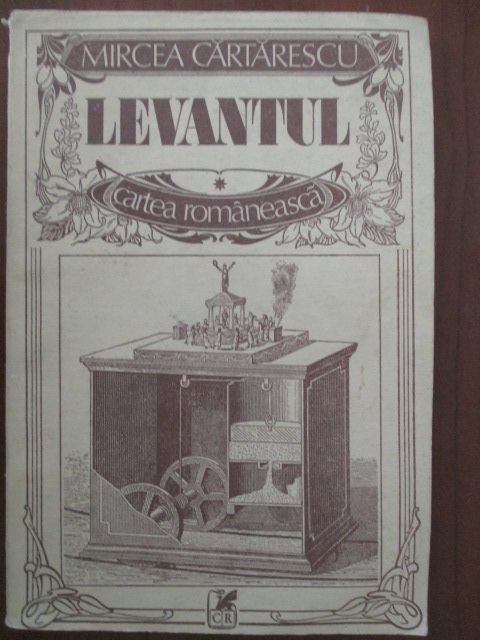 MIRCEA CĂRTĂRESCU
LEVANTUL
cartea românească
CR